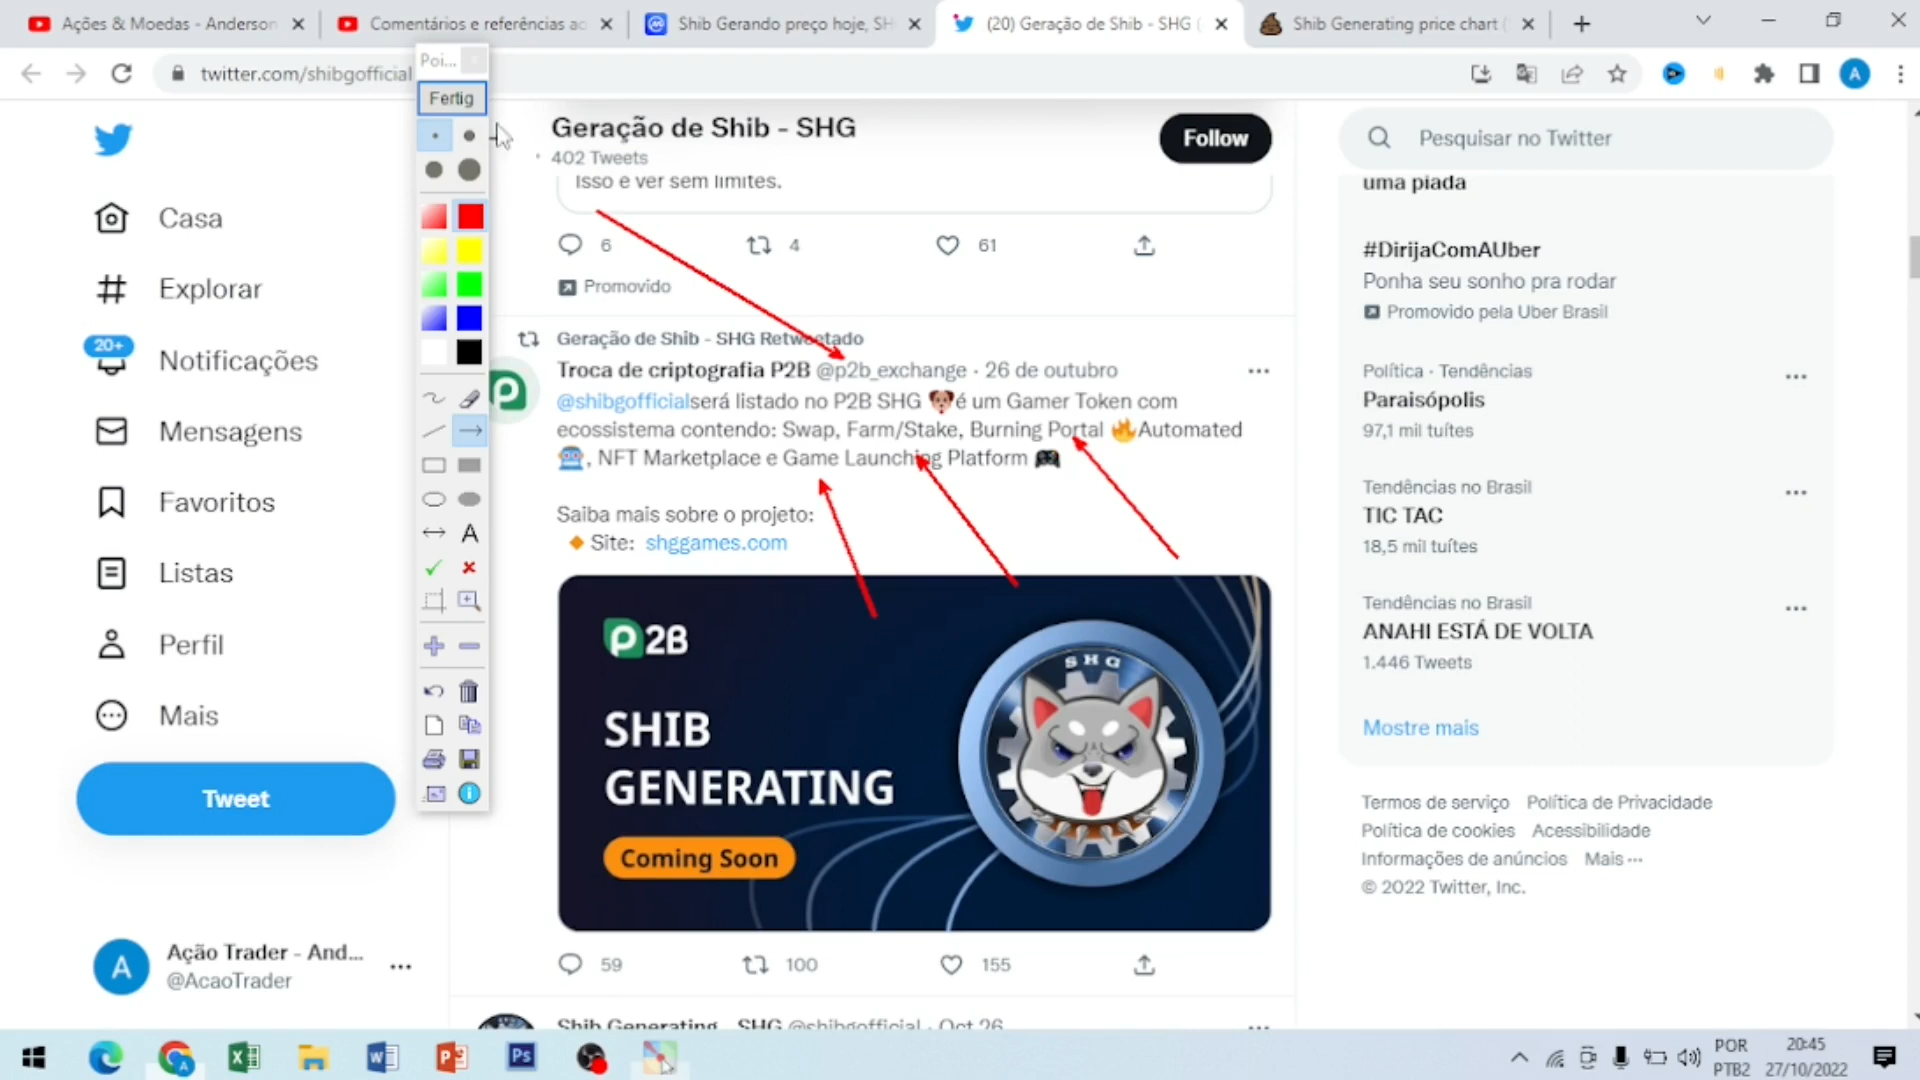 Ações & Moedas - Anderson
Comentários e referências ao
Shib Gerando preço hoje, SH
(20) Geração de Shib - SHG (
Shib Generating price chart (
twitter.com/shibgofficial
Poi...
Fertig
A
Geração de Shib - SHG
402 Tweets
Follow
Isso e ver sem limites.
6
4
61
Promovido
Casa
Explorar
20+
Notificações
Mensagens
Favoritos
Listas
Perfil
Mais
Tweet
Ação Trader - And...
@AcaoTrader
A
A
Geração de Shib - SHG Retweetado
Troca de criptografia P2B @p2b_exchange · 26 de outubro
@shibgofficialserá listado no P2B SHG é um Gamer Token com
ecossistema contendo: Swap, Farm/Stake, Burning Portal Automated
, NFT Marketplace e Game Launching Platform
Saiba mais sobre o projeto:
Site: shggames.com
P2B
SHIB
GENERATING
Coming Soon
SHG
59
100
155
Shib Generating - SHG @shibgofficial · Oct 26
Pesquisar no Twitter
uma piada
#DirijaComAUber
Ponha seu sonho pra rodar
Promovido pela Uber Brasil
Política · Tendências
Paraisópolis
97,1 mil tuítes
Tendências no Brasil
TIC TAC
18,5 mil tuítes
Tendências no Brasil
ANAHI ESTÁ DE VOLTA
1.446 Tweets
Mostre mais
Termos de serviço Política de Privacidade
Política de cookies Acessibilidade
Informações de anúncios Mais ···
© 2022 Twitter, Inc.
Ps
POR
PTB2
20:45
27/10/2022